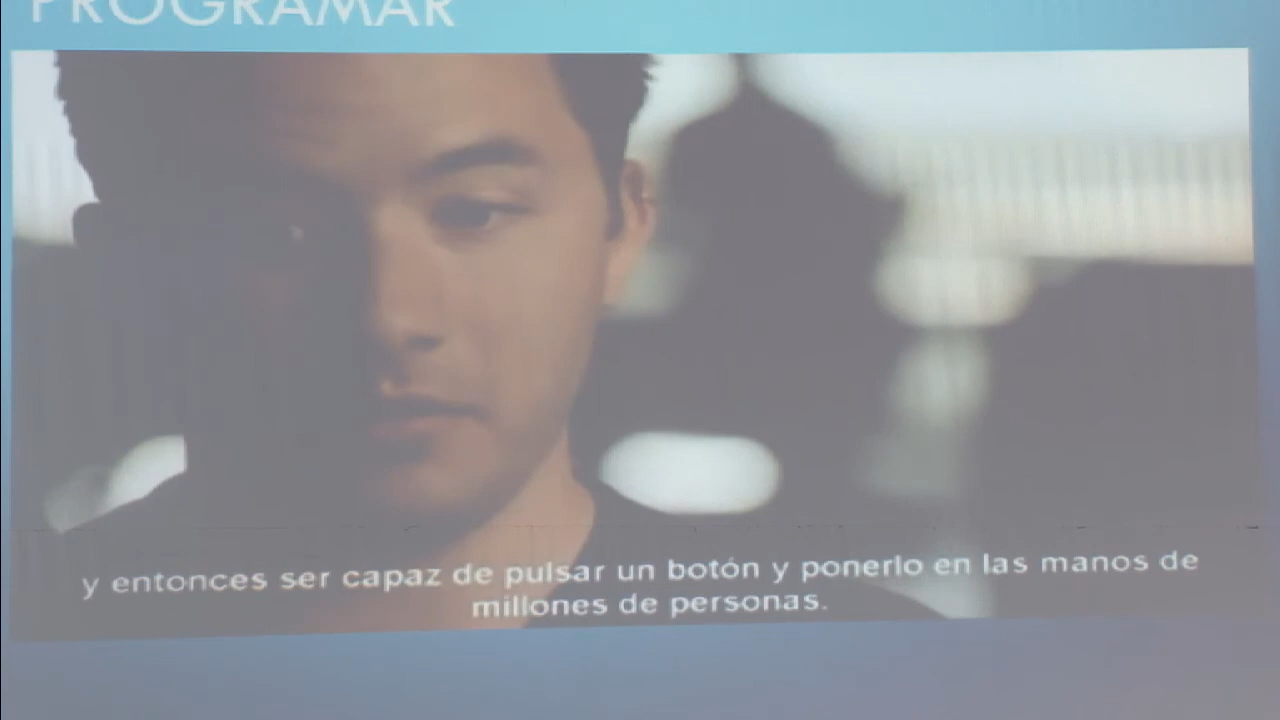 PROGRAMAR
y entonces ser capaz de pulsar un botón y ponerlo en las manos de
millones de personas.